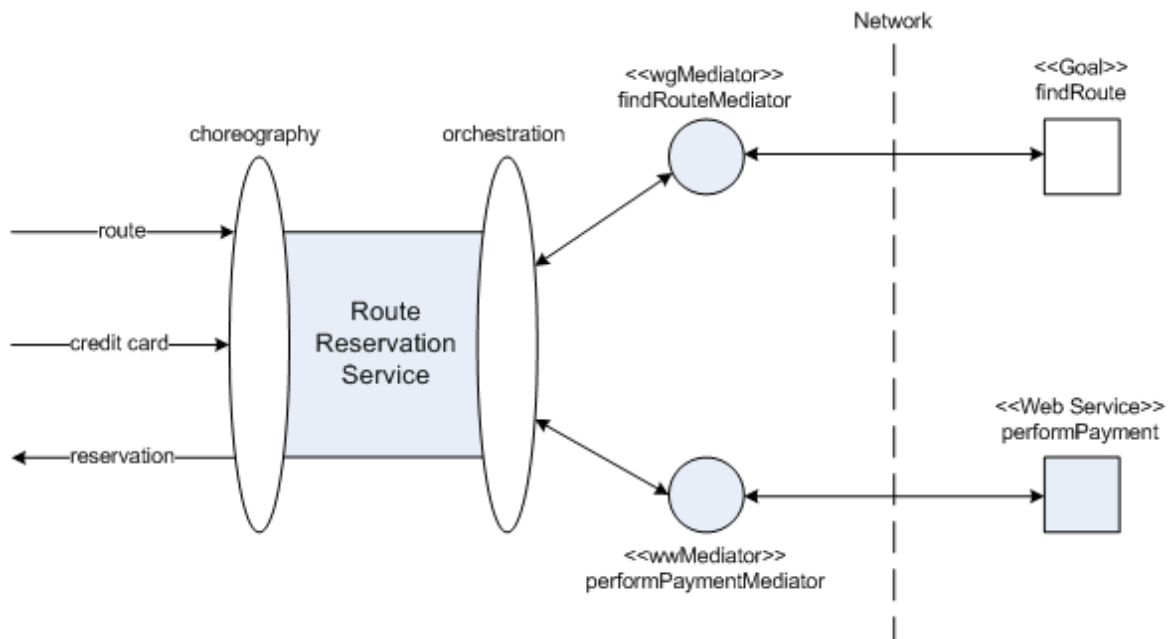 Network
<<wgMediator>>
findRouteMediator
<<Goal>>
findRoute
choreography
orchestration
route
credit card
reservation
Route
Reservation
Service
<<Web Service>>
performPayment
<<wwMediator>>
performPaymentMediator